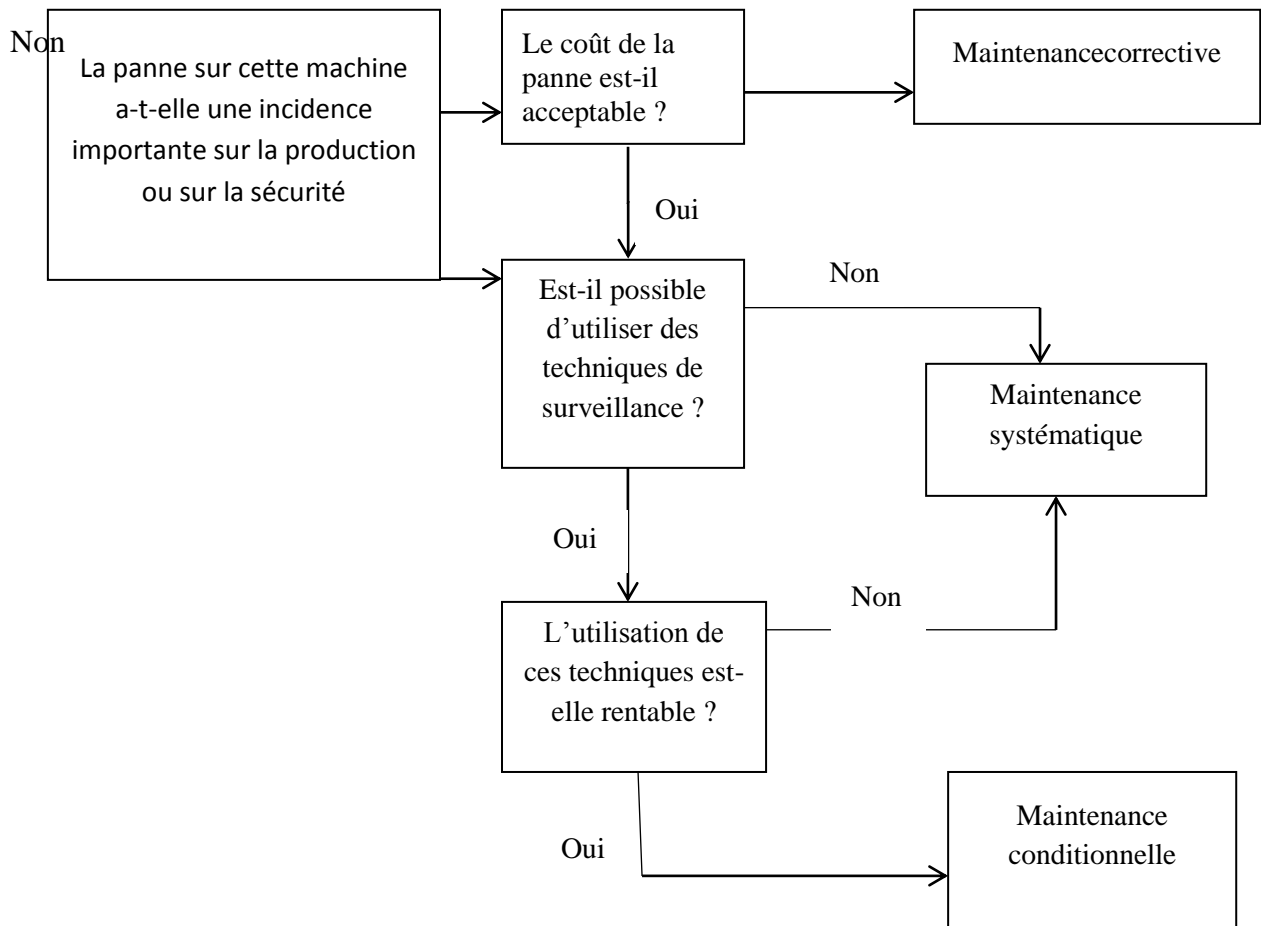 Non
La panne sur cette machine
a-t-elle une incidence
importante sur la production
ou sur la sécurité
Le coût de la
panne est-il
acceptable ?
Maintenancecorrective
Oui
Est-il possible
d’utiliser des
techniques de
surveillance ?
Non
Maintenance
systématique
Oui
L’utilisation de
ces techniques est-
elle rentable ?
Non
Oui
Maintenance
conditionnelle